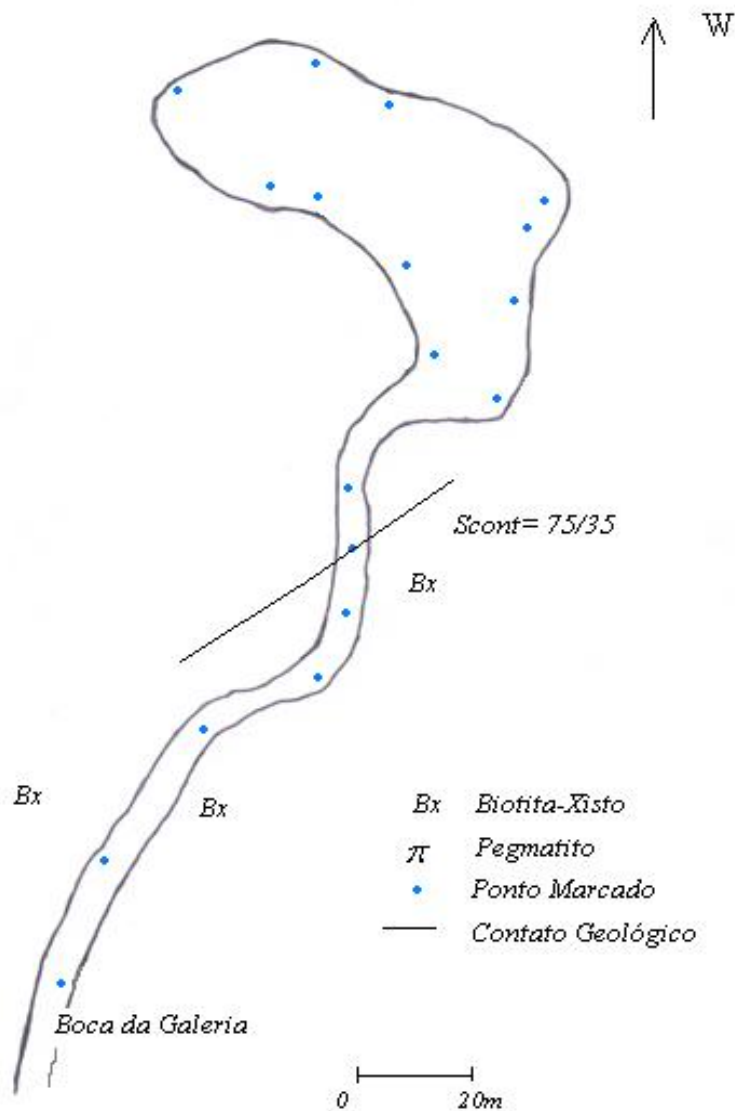 W
Scont= 75/35
Bx
Bx
Bx
Bx Biotita-Xisto
π Pegmatito
Ponto Marcado
Contato Geológico
Boca da Galeria
0 20m